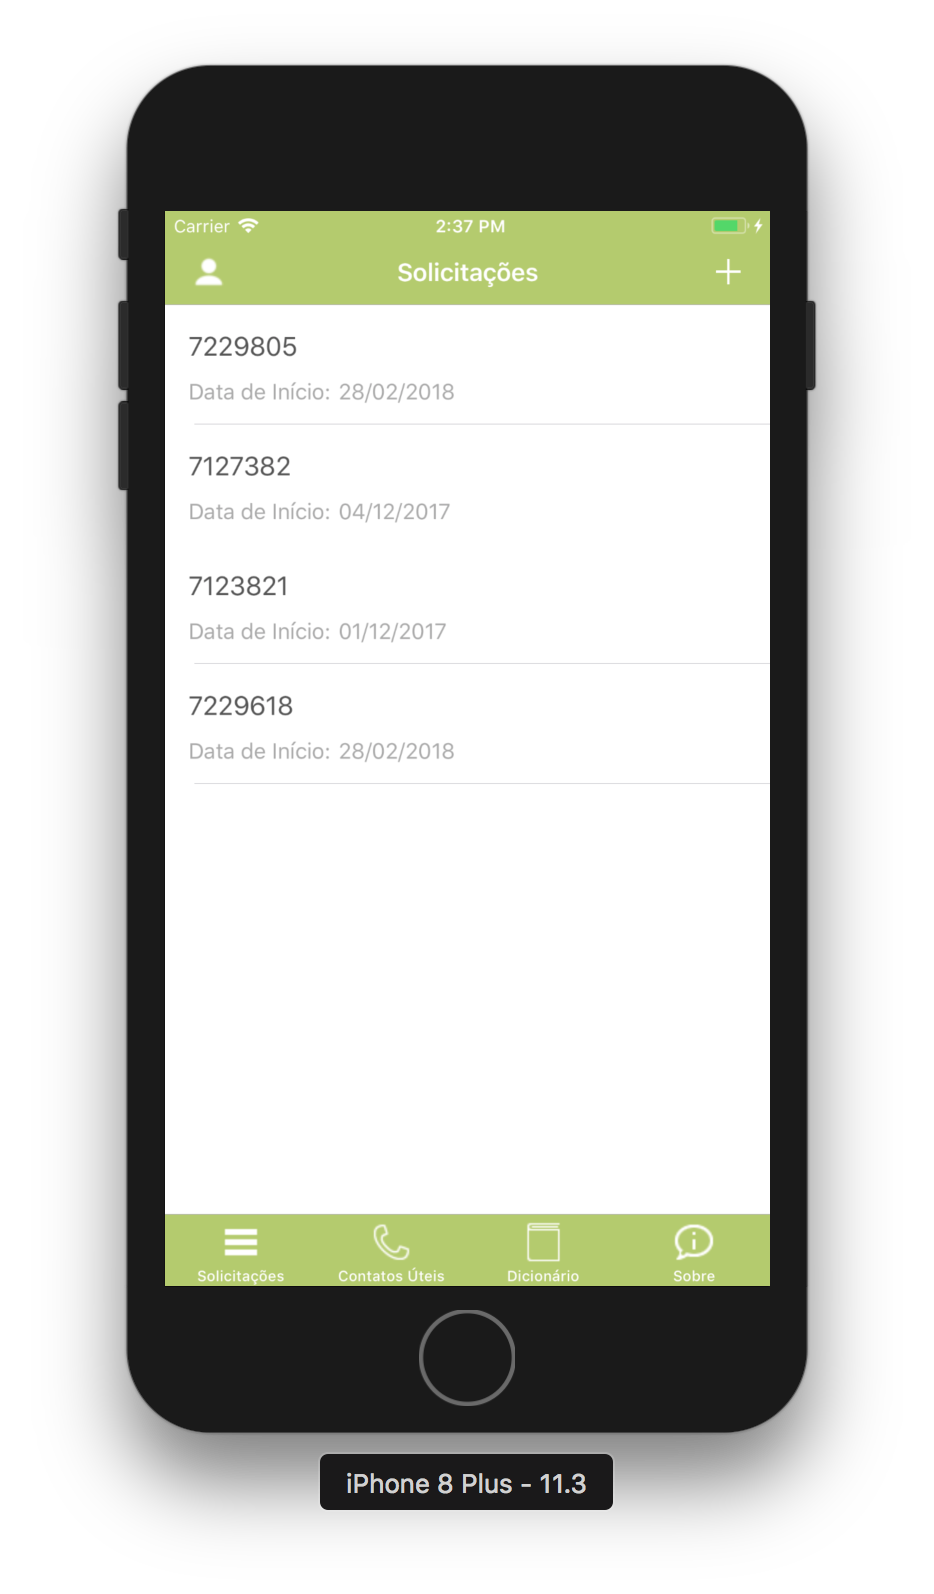 Carrier 2:37 PM
Solicitações
7229805
Data de Início: 28/02/2018
7127382
Data de Início: 04/12/2017
7123821
Data de Início: 01/12/2017
7229618
Data de Início: 28/02/2018
Solicitações Contatos Úteis Dicionário Sobre
iPhone 8 Plus - 11.3